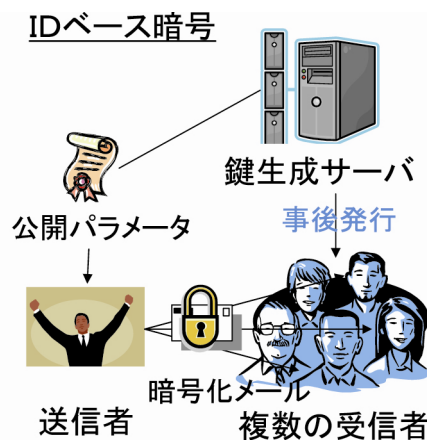 IDベース暗号
鍵生成サーバ
公開パラメータ
事後発行
暗号化メール
送信者
複数の受信者